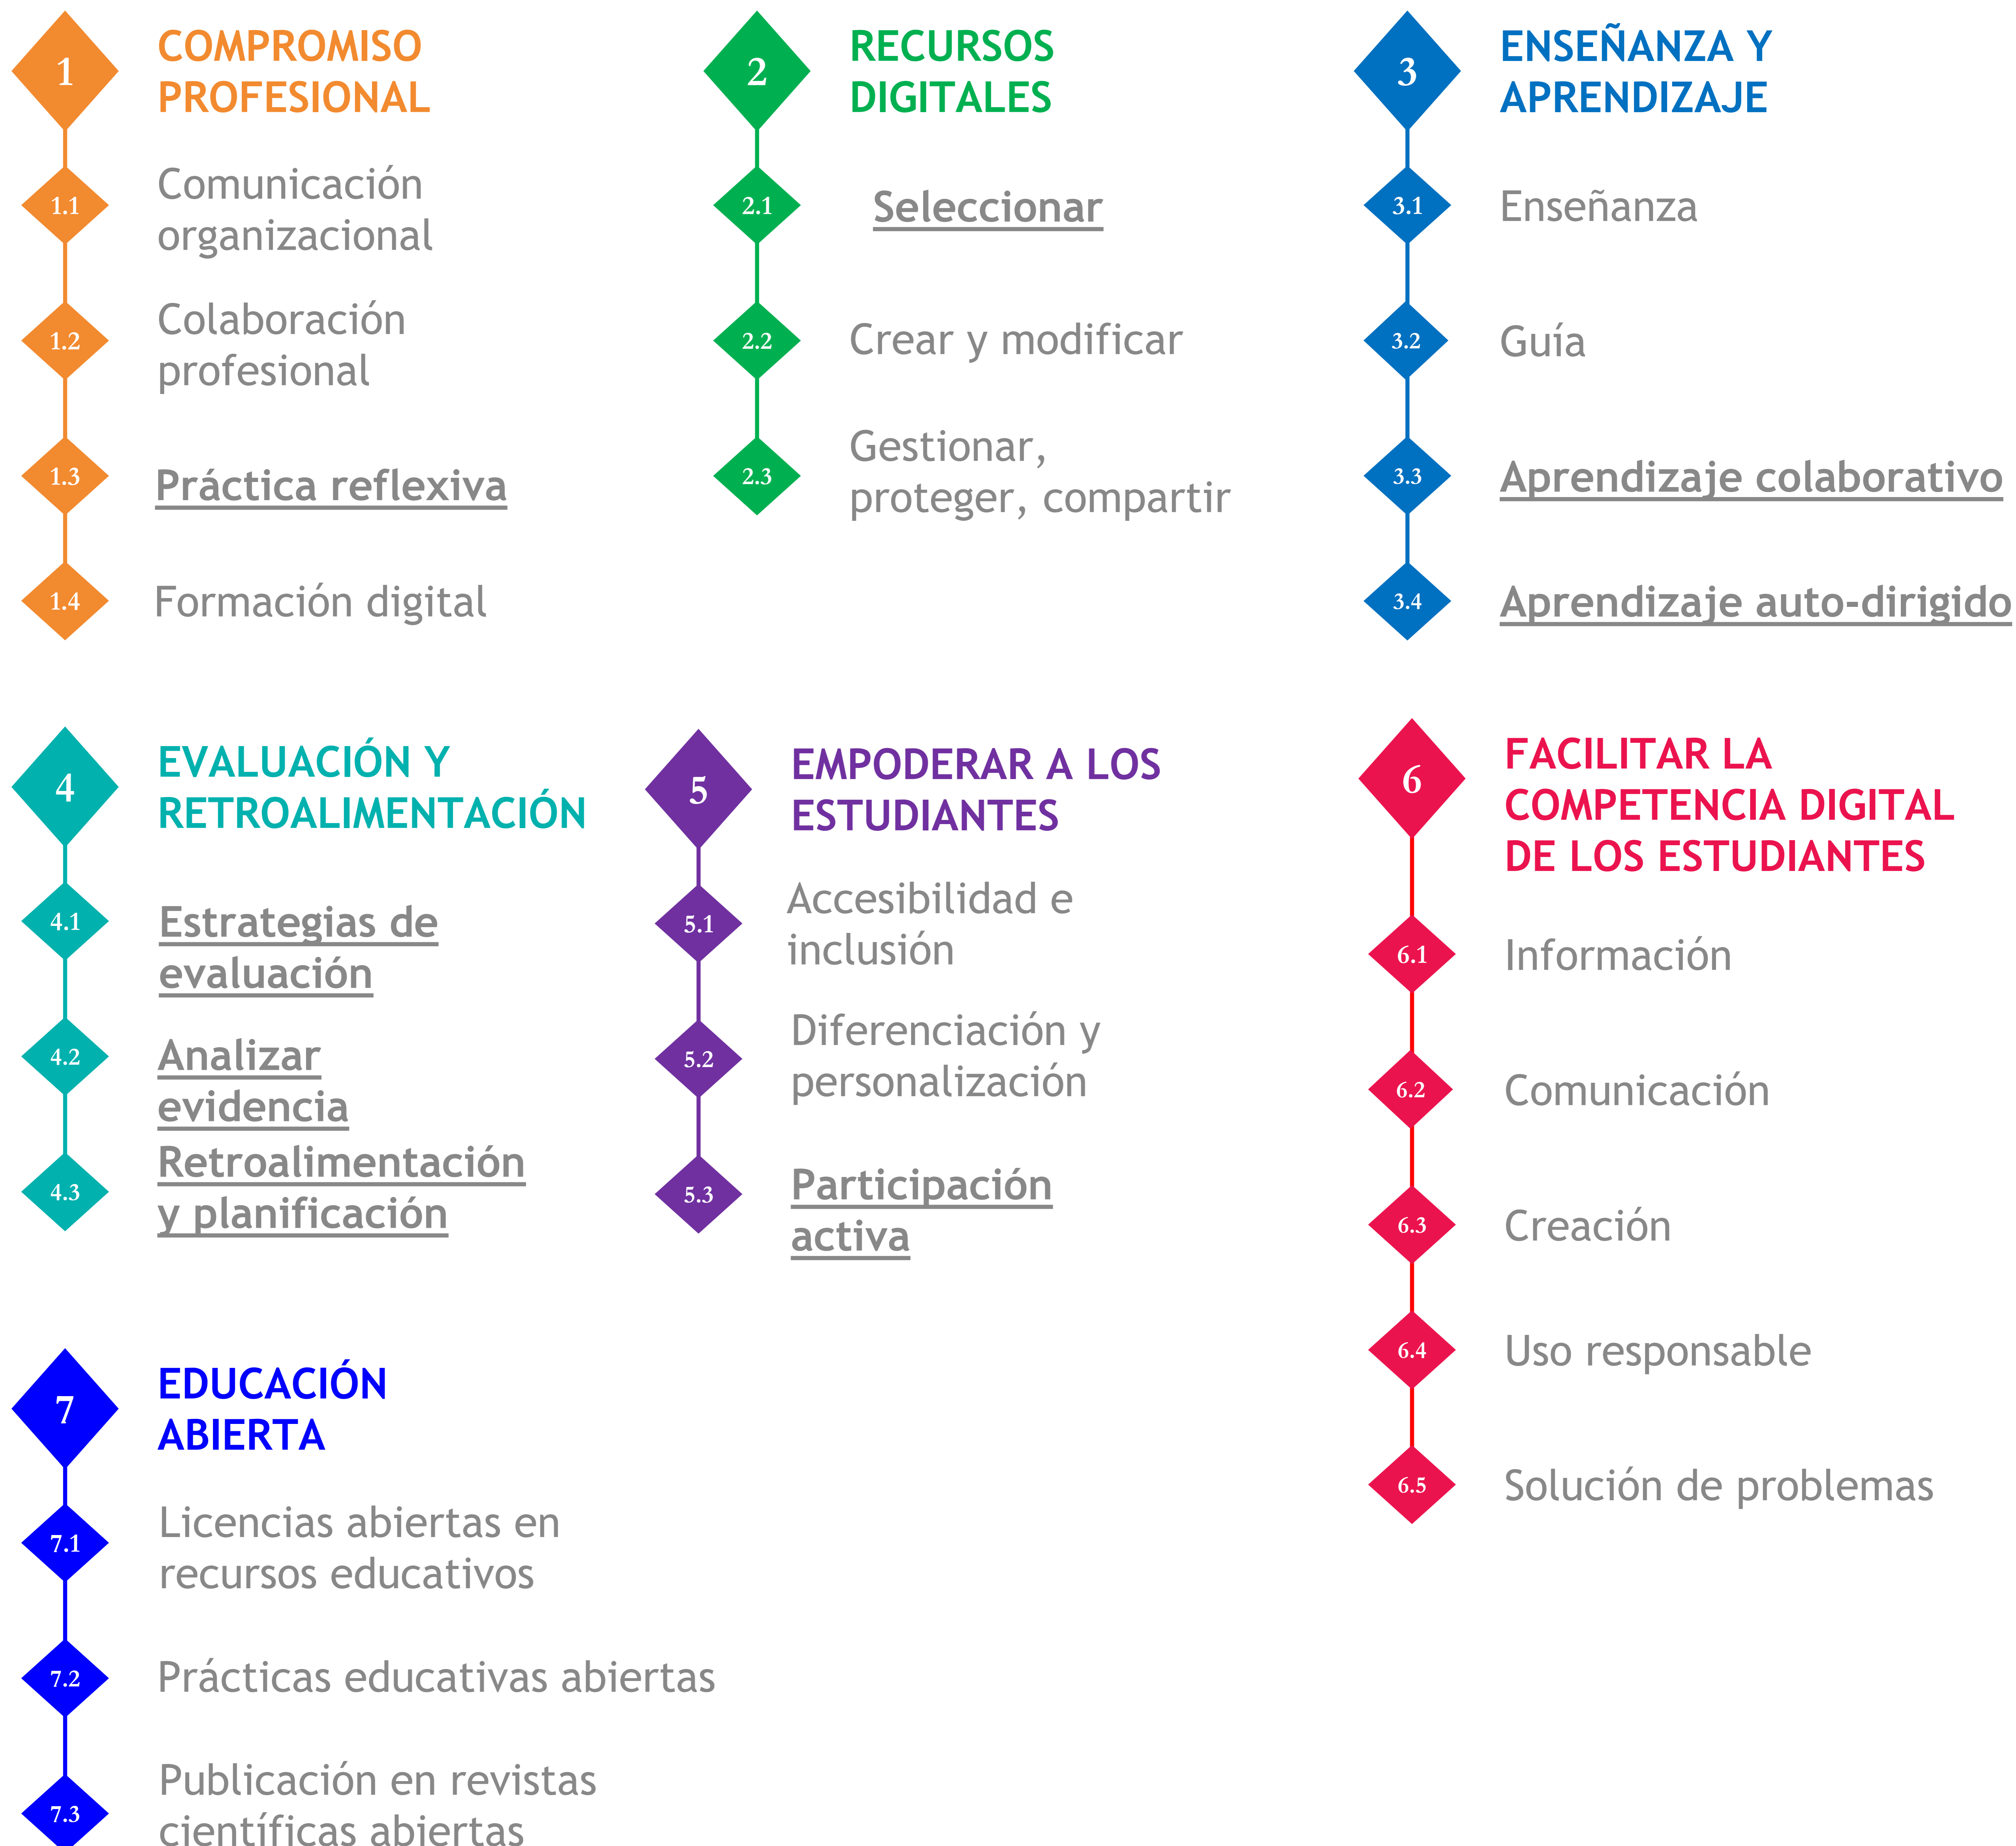 1
COMPROMISO
PROFESIONAL
1.1
Comunicación
organizacional
1.2
Colaboración
profesional
1.3
Práctica reflexiva
1.4
Formación digital
2
RECURSOS
DIGITALES
2.1
Seleccionar
2.2
Crear y modificar
2.3
Gestionar,
proteger, compartir
3
ENSEÑANZA Y
APRENDIZAJE
3.1
Enseñanza
3.2
Guía
3.3
Aprendizaje colaborativo
3.4
Aprendizaje auto-dirigido
4
EVALUACIÓN Y
RETROALIMENTACIÓN
4.1
Estrategias de
evaluación
4.2
Analizar
evidencia
4.3
Retroalimentación
y planificación
5
EMPODERAR A LOS
ESTUDIANTES
5.1
Accesibilidad e
inclusión
5.2
Diferenciación y
personalización
5.3
Participación
activa
6
FACILITAR LA
COMPETENCIA DIGITAL
DE LOS ESTUDIANTES
6.1
Información
6.2
Comunicación
6.3
Creación
6.4
Uso responsable
6.5
Solución de problemas
7
EDUCACIÓN
ABIERTA
7.1
Licencias abiertas en
recursos educativos
7.2
Prácticas educativas abiertas
7.3
Publicación en revistas
científicas abiertas